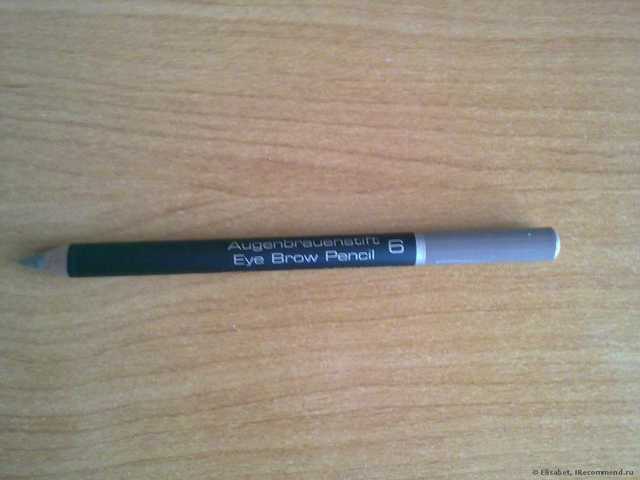 Augenbrauenstift
Eye Brow Pencil
6
© Elisabet, IRecommend.ru